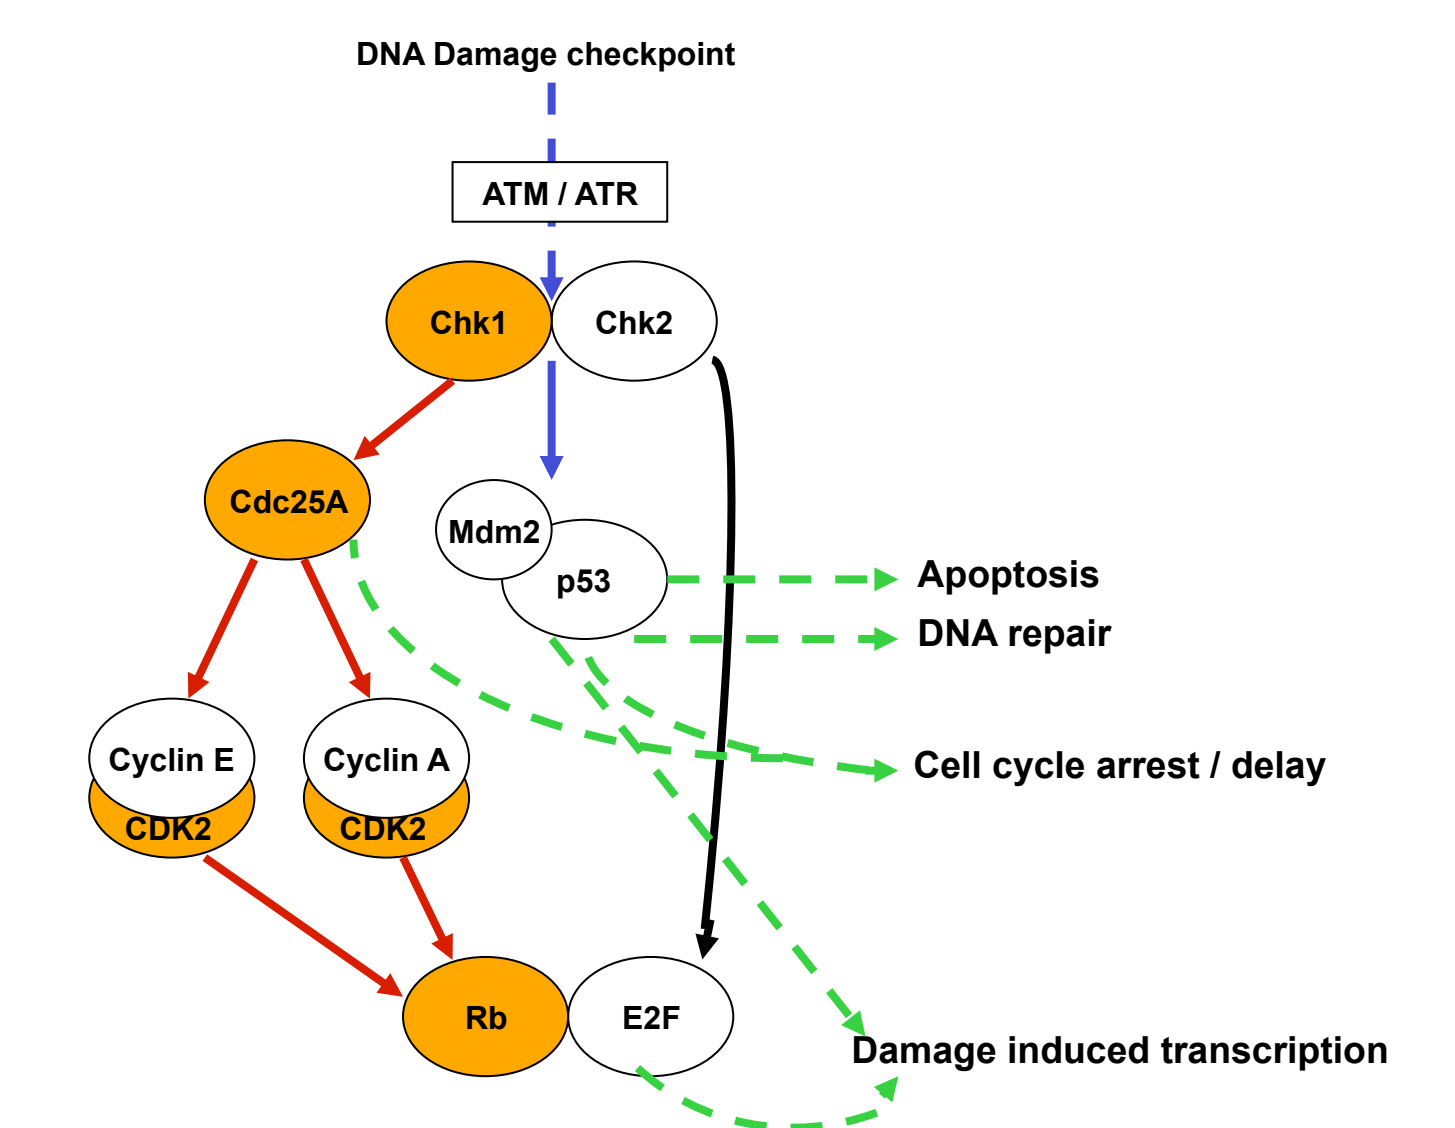 DNA Damage checkpoint
ATM / ATR
Chk1
Chk2
Cdc25A
Mdm2
p53
Apoptosis
DNA repair
Cyclin E
CDK2
Cyclin A
CDK2
Cell cycle arrest / delay
Rb
E2F
Damage induced transcription